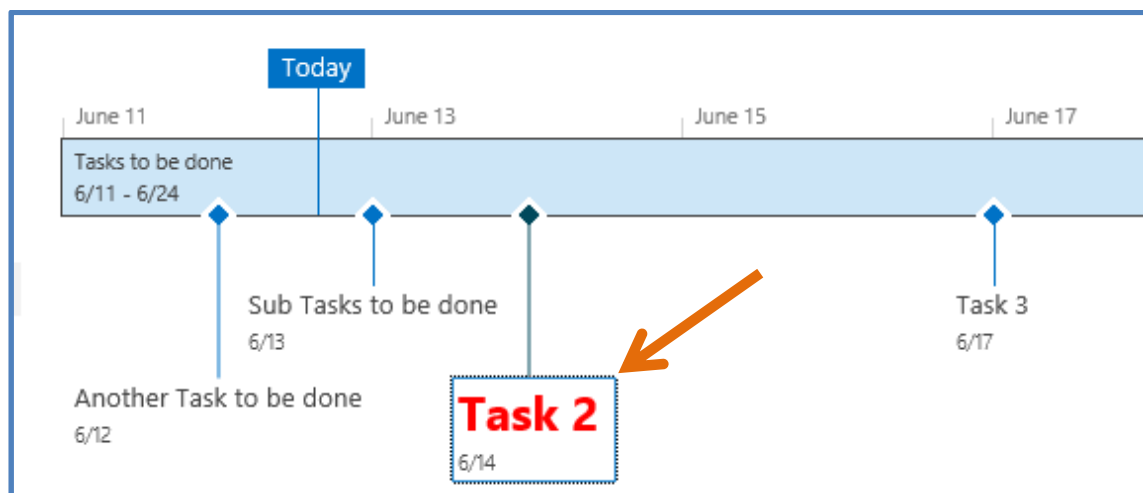 Today
June 11
June 13
June 15
June 17
Tasks to be done
6/11 - 6/24
Sub Tasks to be done
6/13
Task 3
6/17
Another Task to be done
6/12
Task 2
6/14